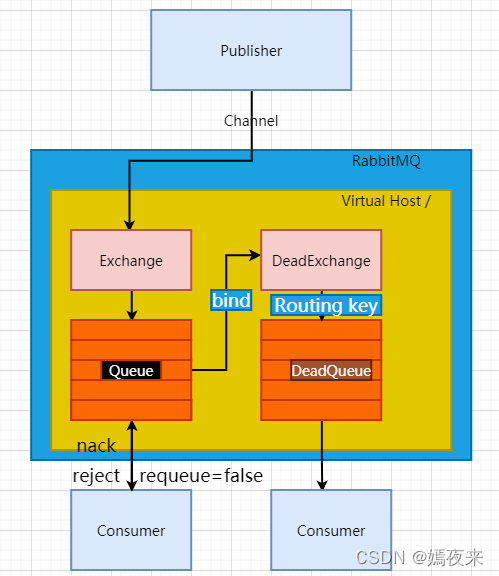 Publisher
Channel
RabbitMQ
Virtual Host /
Exchange
DeadExchange
bind
Routing key
Queue
DeadQueue
nack
reject
requeue=false
Consumer
Consumer
CSDN @嫣夜来